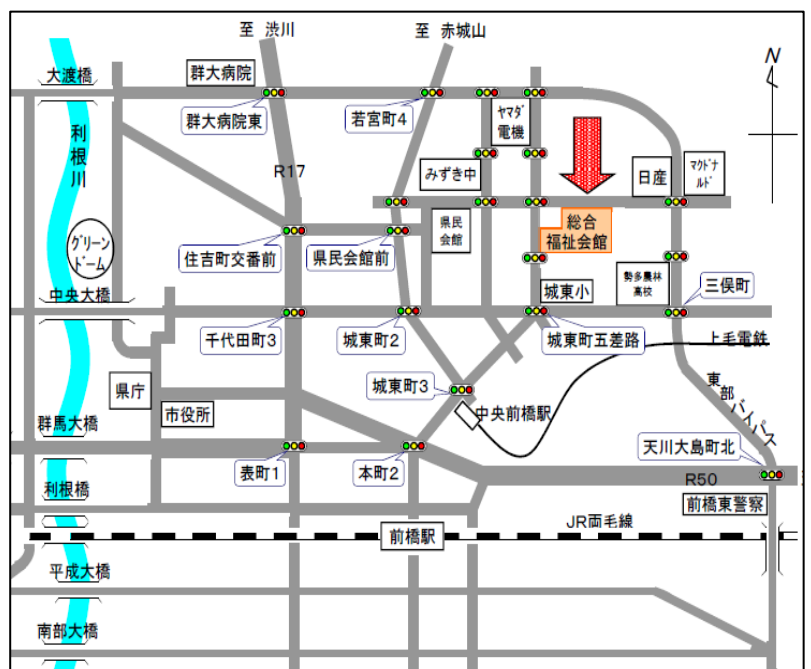 至 渋川
至 赤城山
N
大渡橋
群大病院
群大病院東
若宮町4
ヤマダ
電機
利根川
R17
みずき中
日産
マクドナ
ルド
グリーン
ドーム
住吉町交番前
県民会館前
県民
会館
総合
福祉会館
勢多農林
高校
城東小
三俣町
中央大橋
千代田町3
城東町2
城東町五差路
上毛電鉄
県庁
市役所
城東町3
中央前橋駅
東部バイパス
群馬大橋
表町1
本町2
天川大島町北
利根橋
R50
前橋東警察
前橋駅
JR両毛線
平成大橋
南部大橋